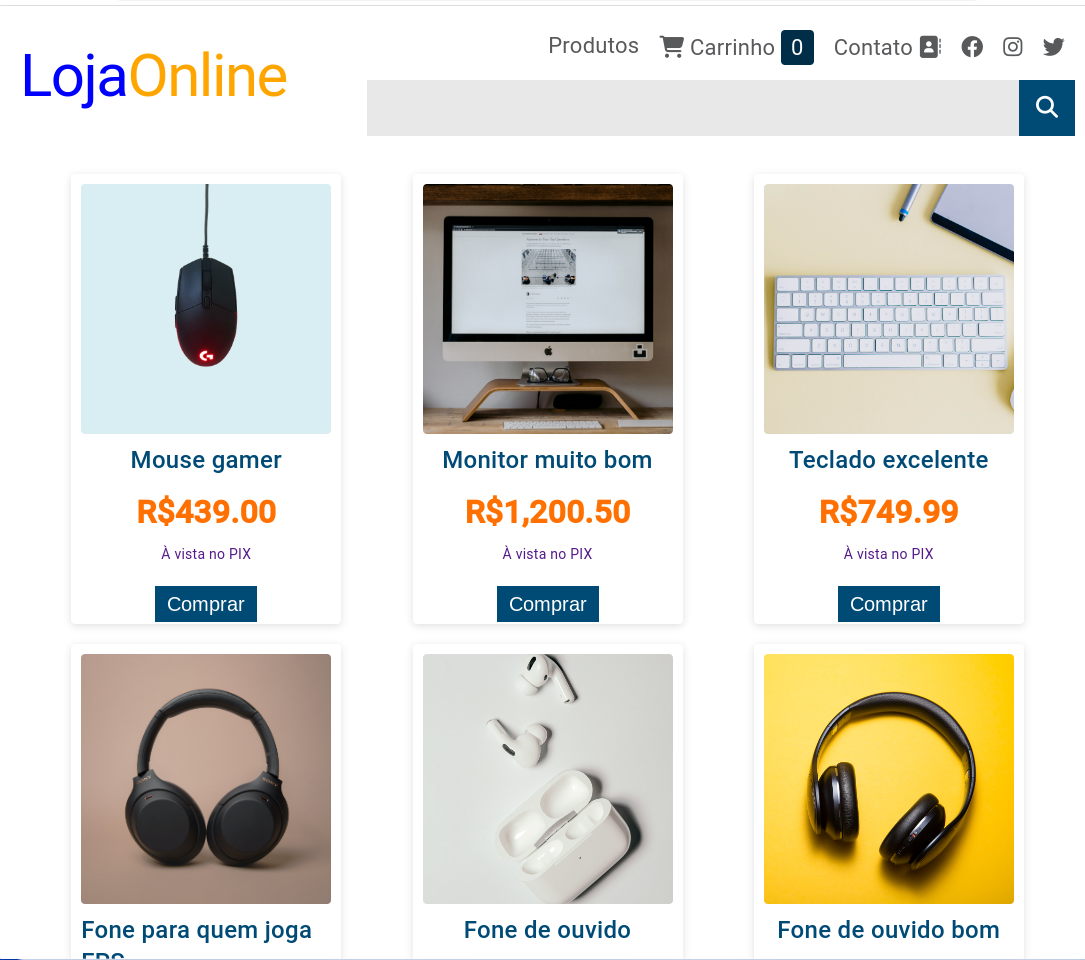 LojaOnline
Produtos Carrinho 0 Contato
Mouse gamer
R$439.00
À vista no PIX
Comprar
Monitor muito bom
R$1,200.50
À vista no PIX
Comprar
Teclado excelente
R$749.99
À vista no PIX
Comprar
Fone para quem joga
FPS
Fone de ouvido
Fone de ouvido bom